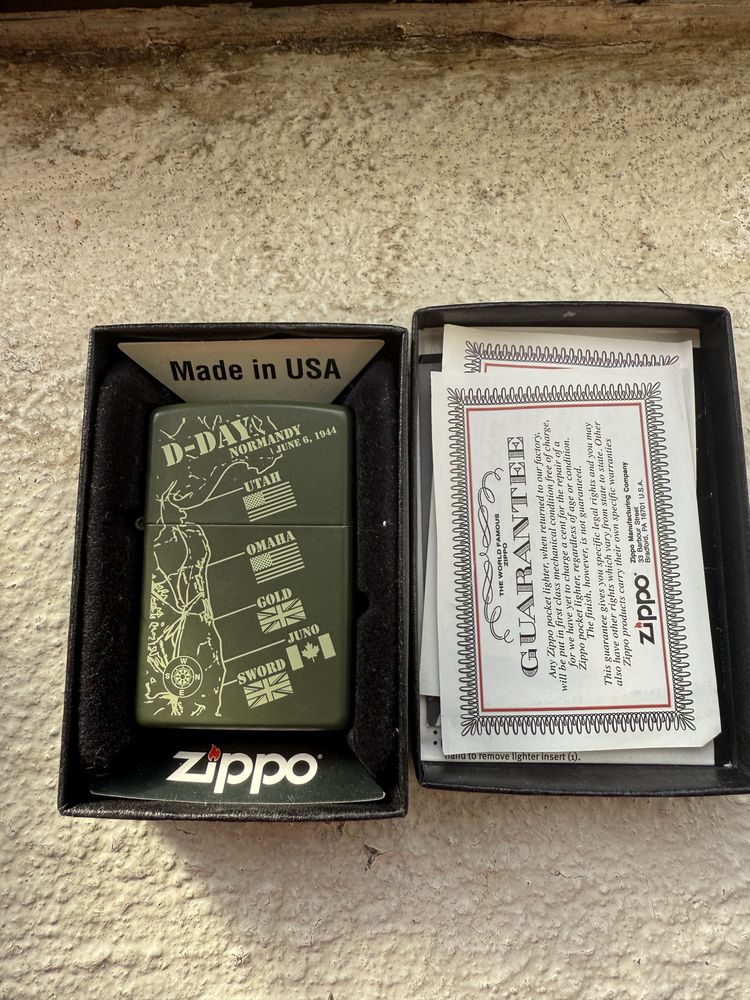 Made in USA
D-DAY
NORMANDY
JUNE 6, 1944
UTAH
OMAHA
GOLD
JUNO
SWORD
W
S
N
E
zippo®
THE WORLD FAMOUS
ZIPPO
GUARANTEE
Any Zippo pocket lighter, when returned to our factory,
will be put in first class mechanical condition free of charge,
for we have yet to charge a cent for the repair of a
Zippo pocket lighter, regardless of age or condition.
The finish, however, is not guaranteed.
This guarantee gives you specific legal rights and you may
also have other rights which vary from state to state. Other
Zippo products carry their own specific warranties
zippo®
Zippo Manufacturing Company
33 Barbour Street
Bradford, PA 16701 U.S.A.
hand to remove lighter insert (1).